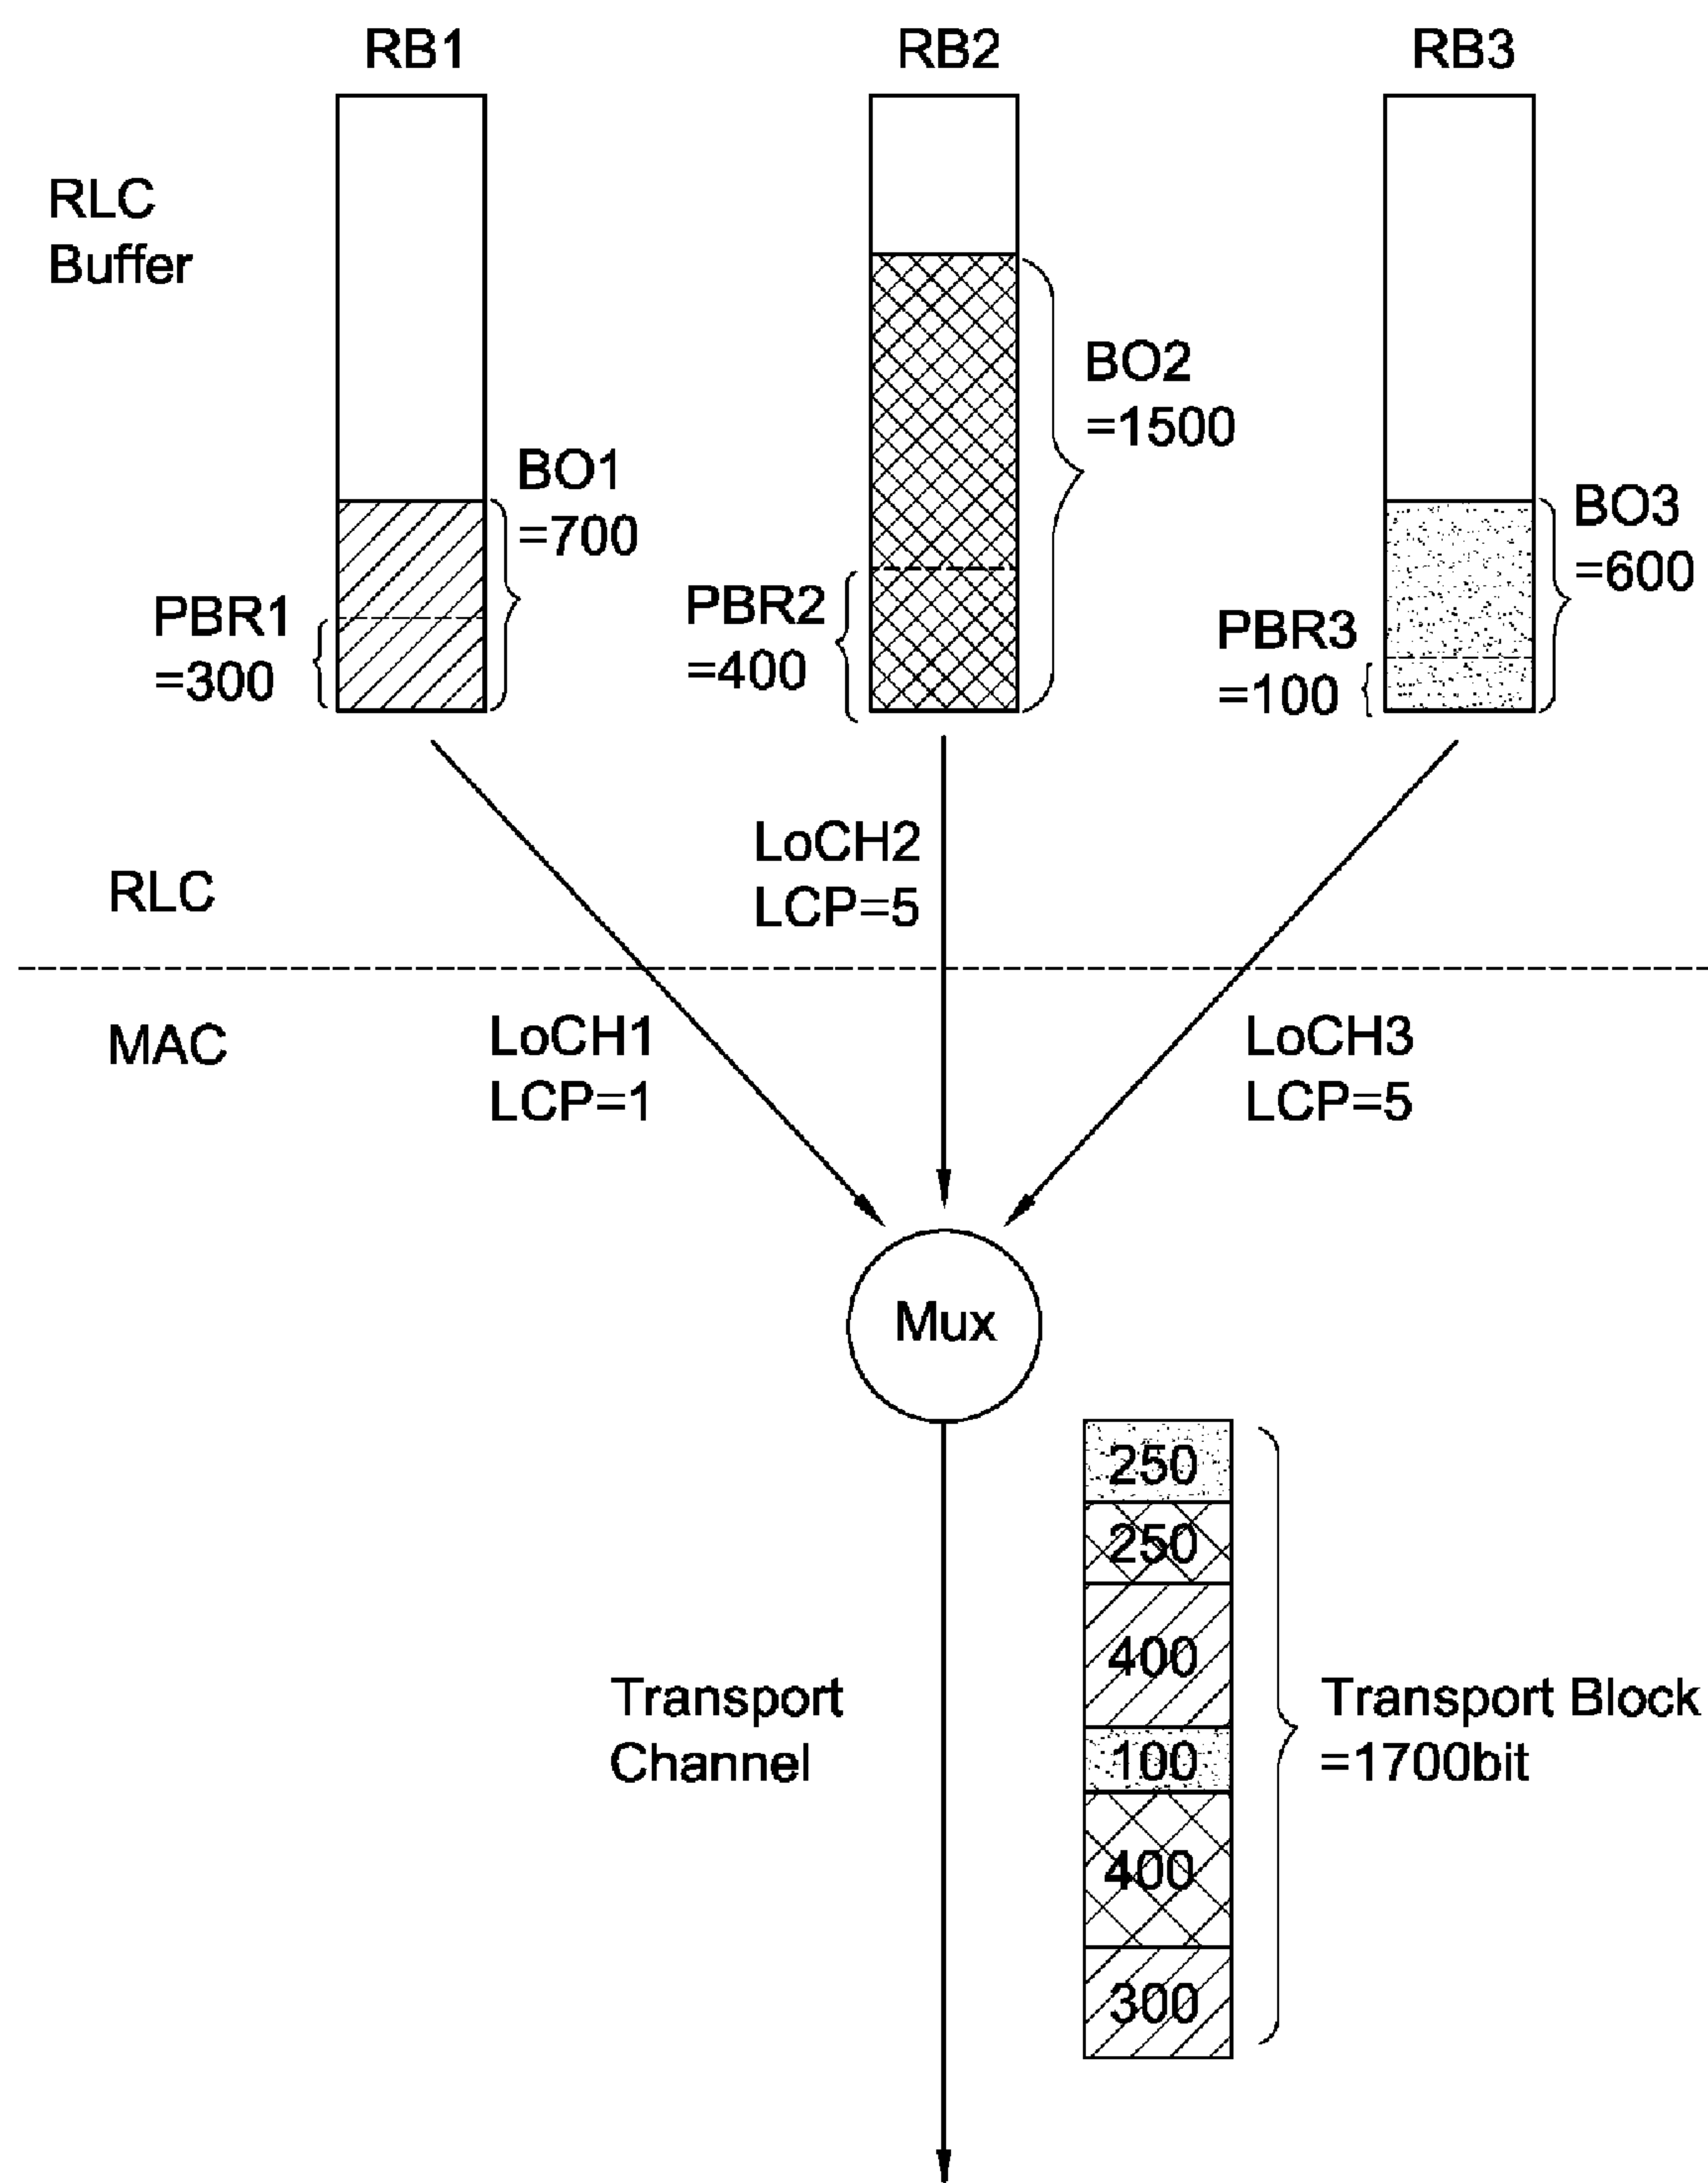 RB1
RB2
RB3
RLC
Buffer
BO1
=700
PBR1
=300
BO2
=1500
PBR2
=400
BO3
=600
PBR3
=100
RLC
LoCH2
LCP=5
MAC
LoCH1
LCP=1
LoCH3
LCP=5
Mux
Transport
Channel
250
250
400
100
400
300
Transport Block
=1700bit